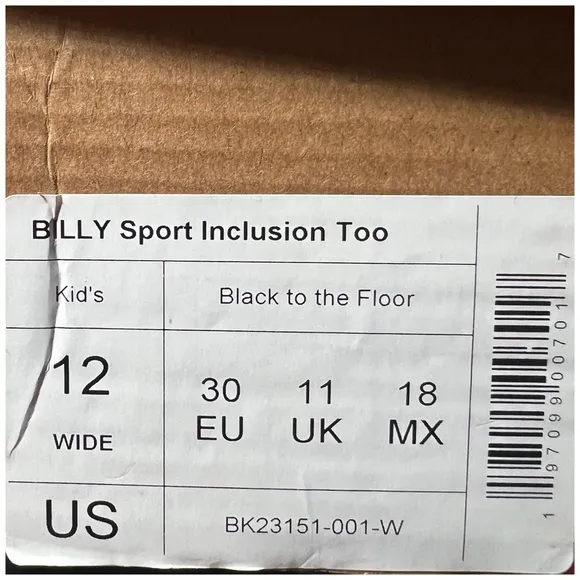 BILLY Sport Inclusion Too
Kid's
Black to the Floor
12
WIDE
30 11 18
EU UK MX
US
BK23151-001-W
1 97099 00701 7